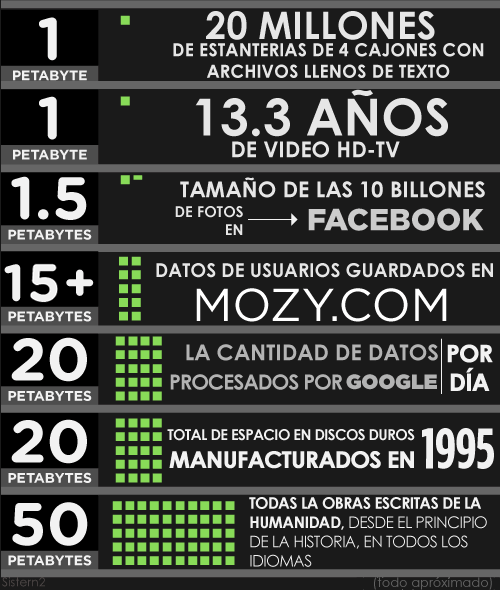 1
PETABYTE
20 MILLONES
DE ESTANTERIAS DE 4 CAJONES CON
ARCHIVOS LLENOS DE TEXTO
1
PETABYTE
13.3 AÑOS
DE VIDEO HD-TV
1.5
PETABYTES
TAMAÑO DE LAS 10 BILLONES
DE FOTOS
EN
FACEBOOK
15+
PETABYTES
DATOS DE USUARIOS GUARDADOS EN
MOZY.COM
20
PETABYTES
LA CANTIDAD DE DATOS
PROCESADOS POR GOOGLE
POR
DÍA
20
PETABYTES
TOTAL DE ESPACIO EN DISCOS DUROS
MANUFACTURADOS EN
1995
50
PETABYTES
TODAS LA OBRAS ESCRITAS DE LA
HUMANIDAD, DESDE EL PRINCIPIO
DE LA HISTORIA, EN TODOS LOS
IDIOMAS
Sistern2
(todo apróximado)